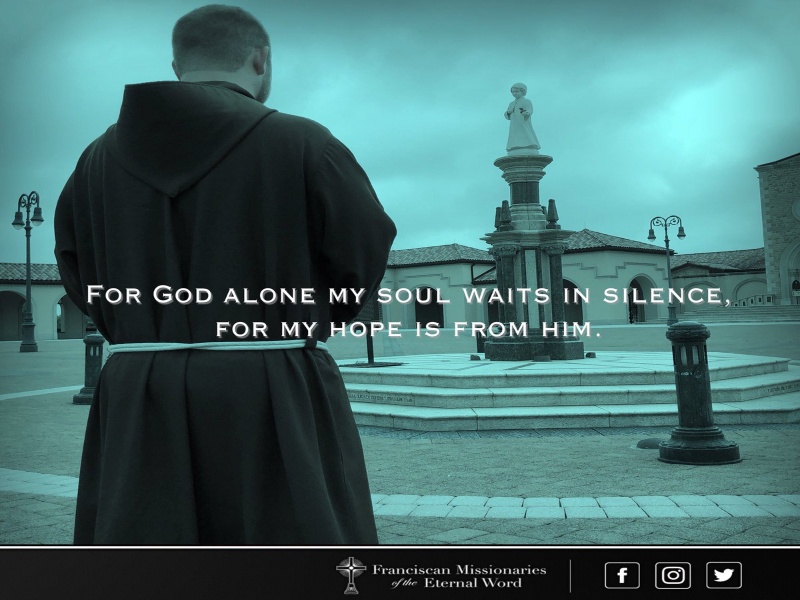 For God alone my soul waits in silence,
for my hope is from him.
Franciscan Missionaries
of the Eternal Word